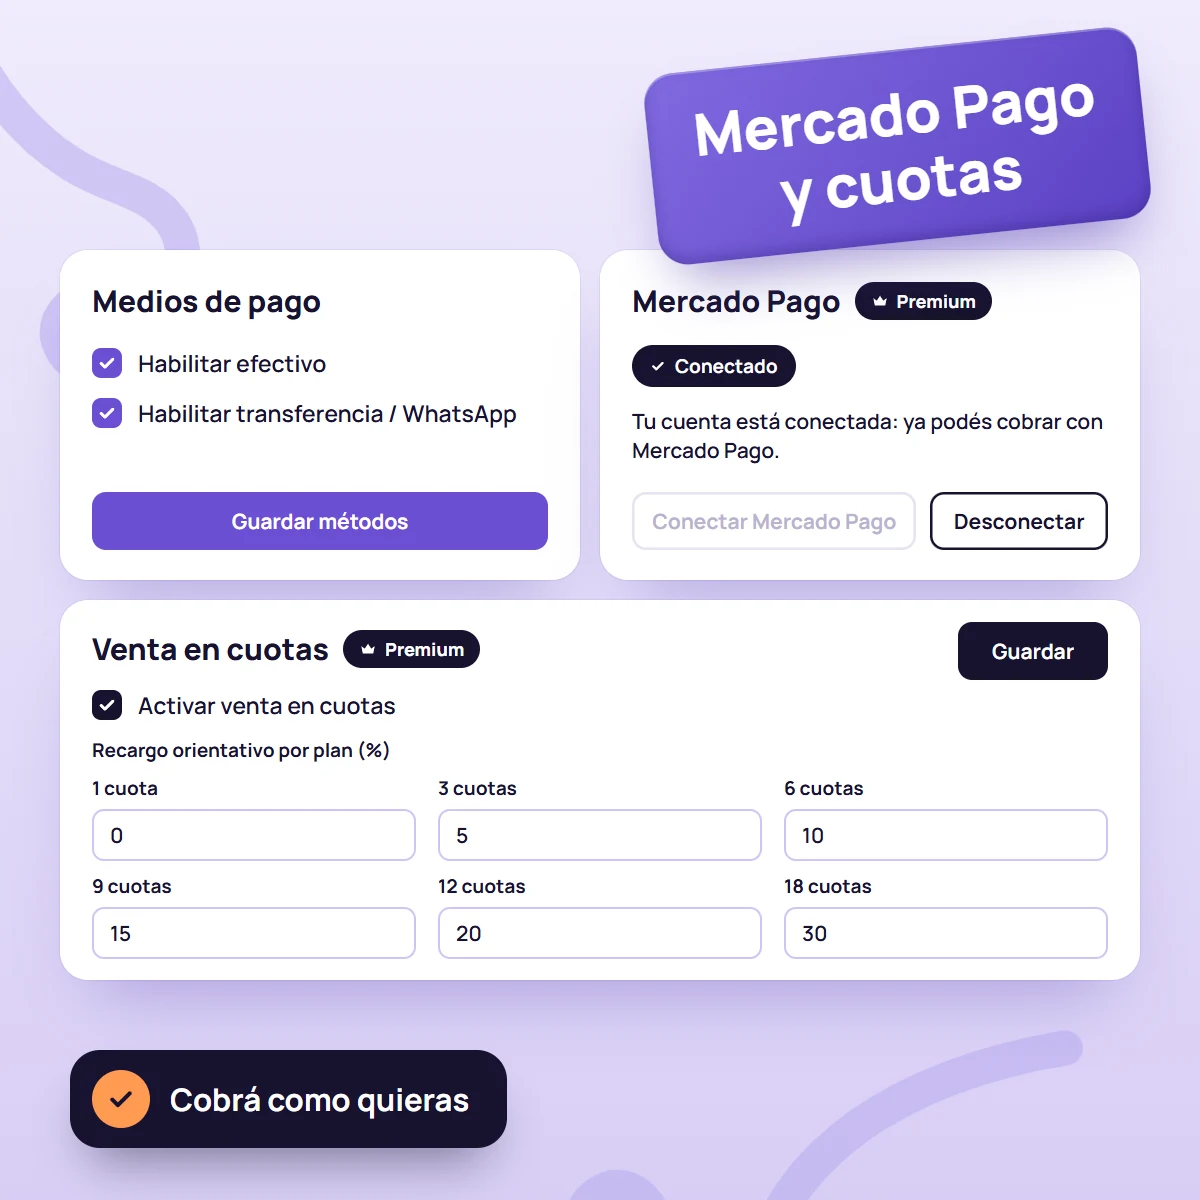 Mercado Pago
y cuotas
Medios de pago
Habilitar efectivo
Habilitar transferencia / WhatsApp
Guardar métodos
Mercado Pago
Premium
Conectado
Tu cuenta está conectada: ya podés cobrar con
Mercado Pago.
Conectar Mercado Pago
Desconectar
Venta en cuotas
Premium
Guardar
Activar venta en cuotas
Recargo orientativo por plan (%)
1 cuota
3 cuotas
6 cuotas
0
5
10
9 cuotas
12 cuotas
18 cuotas
15
20
30
Cobrá como quieras